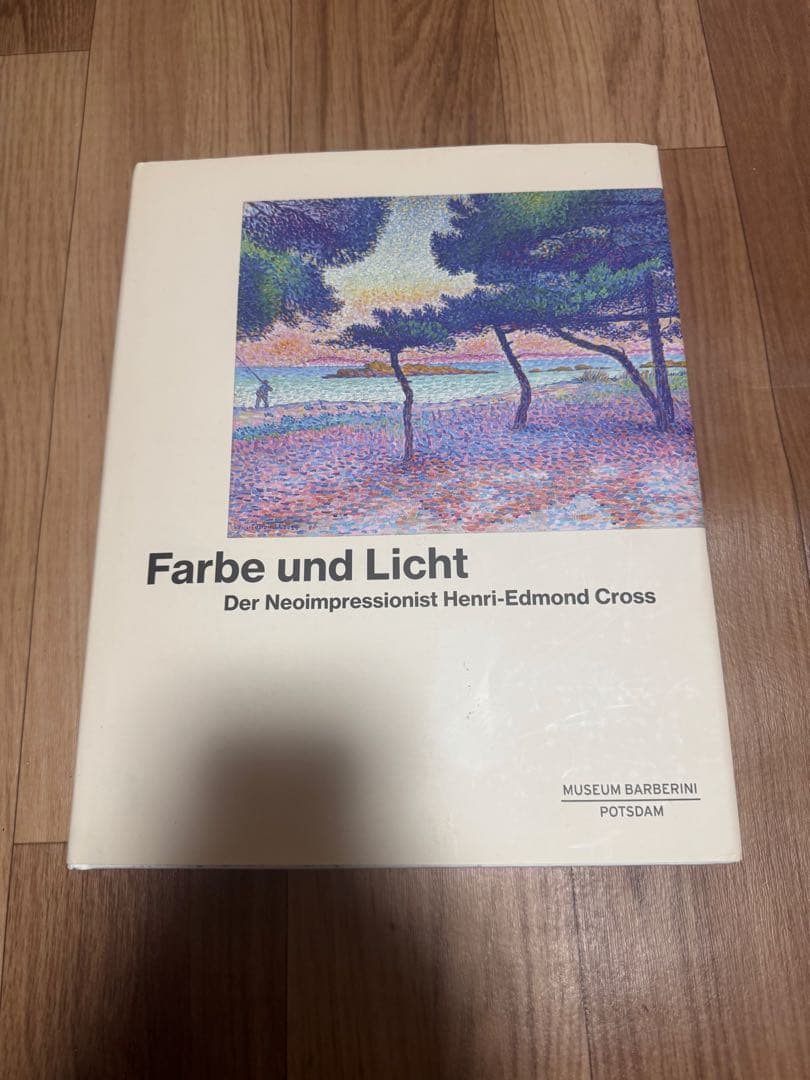 Farbe und Licht
Der Neoimpressionist Henri-Edmond Cross
MUSEUM BARBERINI
POTSDAM